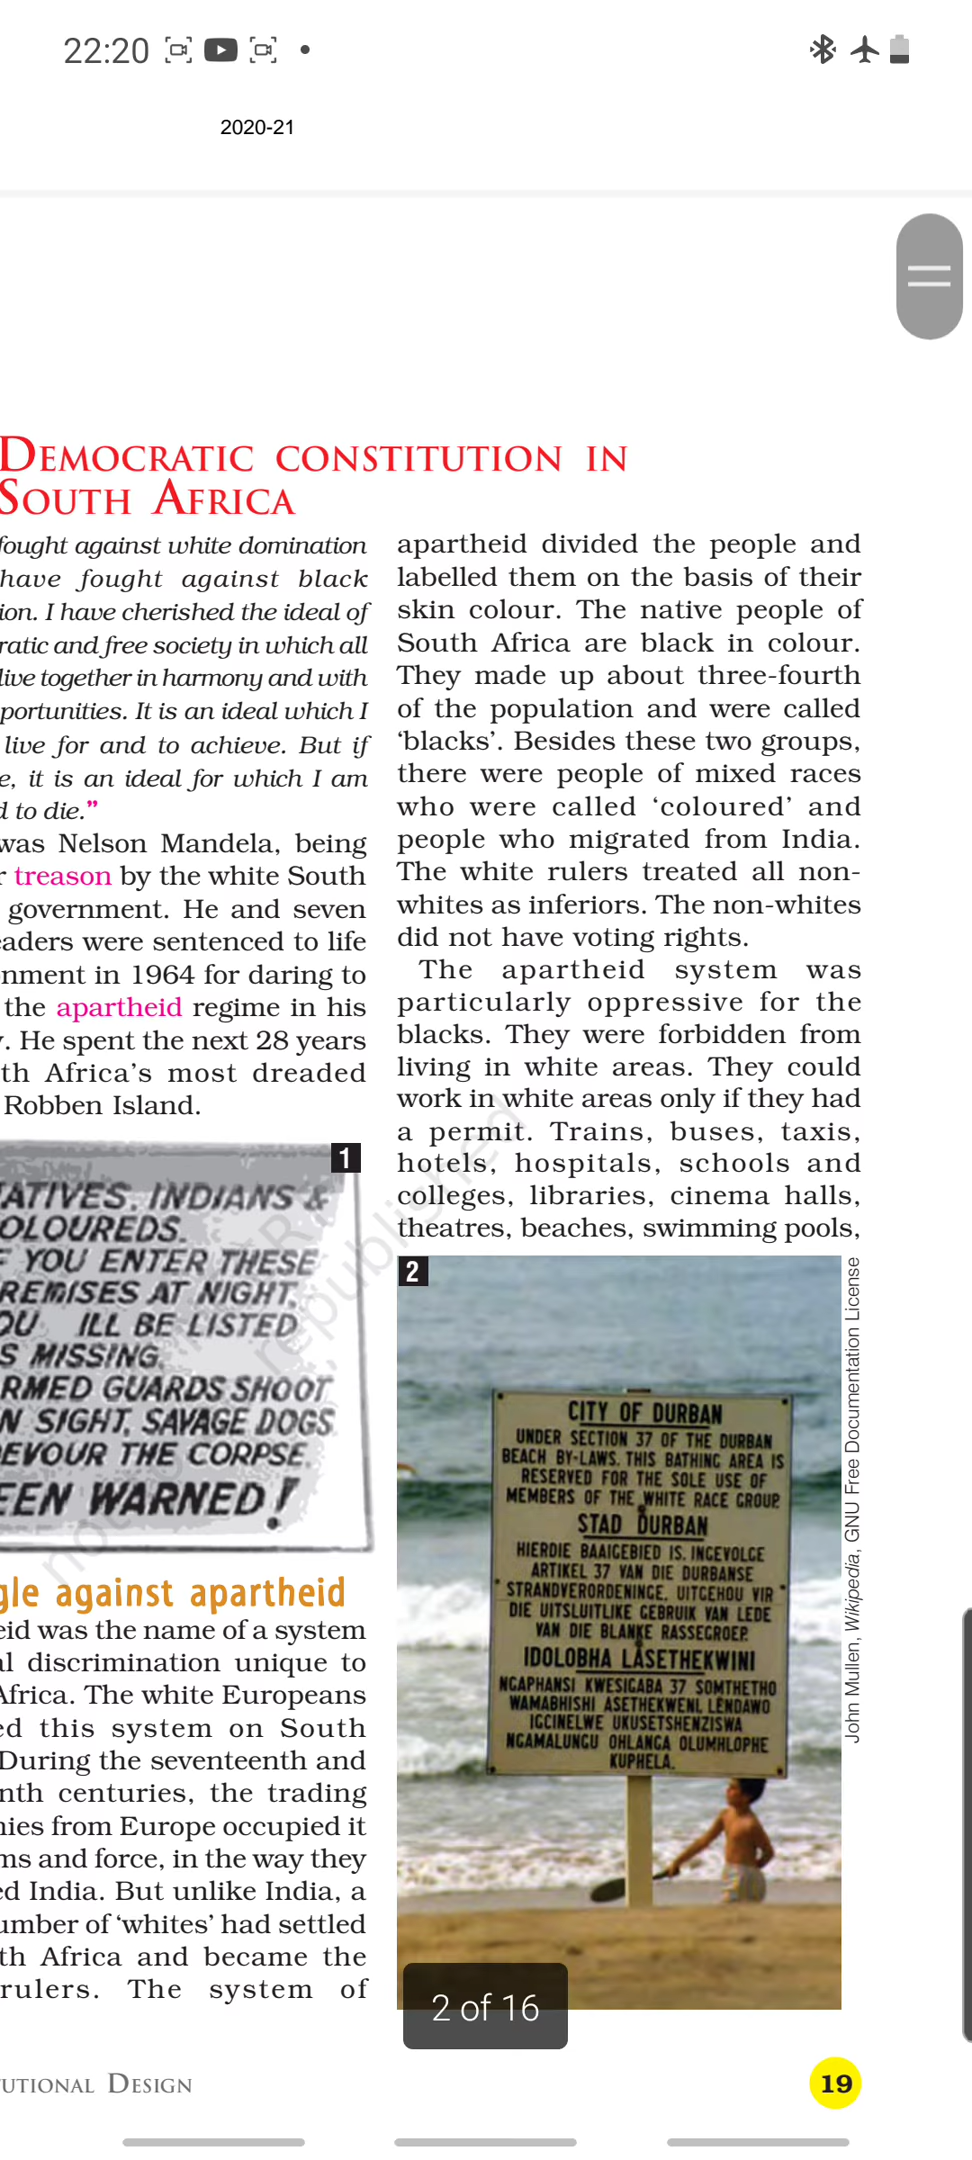 22:20
2020-21
DEMOCRATIC CONSTITUTION IN
SOUTH AFRICA
fought against white domination
have fought against black
ion. I have cherished the ideal of
ratic and free society in which all
live together in harmony and with
portunities. It is an ideal which I
live for and to achieve. But if
e, it is an ideal for which I am
d to die.”
was Nelson Mandela, being
r treason by the white South
government. He and seven
eaders were sentenced to life
onment in 1964 for daring to
the apartheid regime in his
y. He spent the next 28 years
th Africa's most dreaded
Robben Island.
1
ATIVES, INDIANS &
OLOUREDS.
F YOU ENTER THESE
REMISES AT NIGHT,
OU ILL BE LISTED
S MISSING.
RMED GUARDS SHOOT
N SIGHT, SAVAGE DOGS
EVOUR THE CORPSE.
EEN WARNED!
gle against apartheid
eid was the name of a system
al discrimination unique to
Africa. The white Europeans
ed this system on South
During the seventeenth and
nth centuries, the trading
nies from Europe occupied it
ms and force, in the way they
ed India. But unlike India, a
umber of ‘whites’ had settled
th Africa and became the
rulers. The system of
apartheid divided the people and
labelled them on the basis of their
skin colour. The native people of
South Africa are black in colour.
They made up about three-fourth
of the population and were called
‘blacks’. Besides these two groups,
there were people of mixed races
who were called ‘coloured’ and
people who migrated from India.
The white rulers treated all non-
whites as inferiors. The non-whites
did not have voting rights.
The apartheid system was
particularly oppressive for the
blacks. They were forbidden from
living in white areas. They could
work in white areas only if they had
a permit. Trains, buses, taxis,
hotels, hospitals, schools and
colleges, libraries, cinema halls,
theatres, beaches, swimming pools,
2
CITY OF DURBAN
UNDER SECTION 37 OF THE DURBAN
BEACH BY-LAWS. THIS BATHING AREA IS
RESERVED FOR THE SOLE USE OF
MEMBERS OF THE WHITE RACE GROUP.
STAD DURBAN
HIERDIE BAAIGEBIED IS, INGEVOLGE
ARTIKEL 37 VAN DIE DURBANSE
STRANDVERORDENINGE, UITGEHOU VIR
DIE UITSLUITLIKE GEBRUIK VAN LEDE
VAN DIE BLANKE RASSEGROEP.
IDOLOBHA LASETHEKWINI
NGAPHANSI KWESIGABA 37 SOMTHETHO
WAMABHISHI ASETHEKWENI, LENDAWO
IGCINELWE UKUSETSHENZISWA
NGAMALUNGU OHLANGA OLUMHLOPHE
KUPHELA.
John Mullen, Wikipedia, GNU Free Documentation License
2 of 16
UTIONAL DESIGN
19
republished